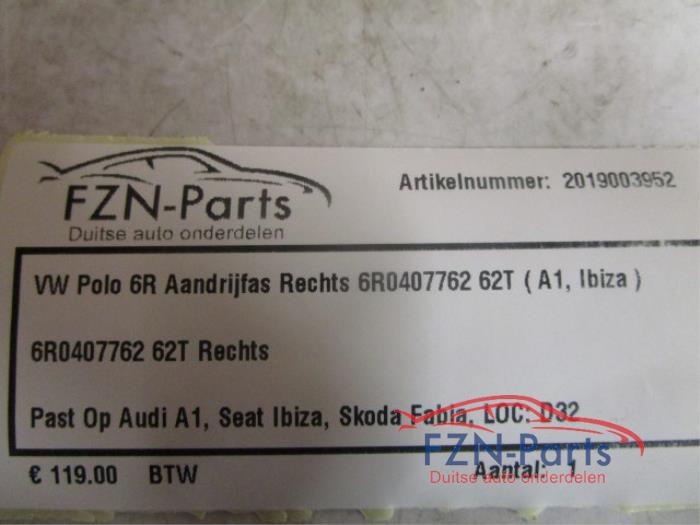 FZN-Parts
Duitse auto onderdelen
Artikelnummer: 2019003952
VW Polo 6R Aandrijfas Rechts 6R0407762 62T ( A1, Ibiza )
6R0407762 62T Rechts
Past Op Audi A1, Seat Ibiza, Skoda Fabia, LOC: D32
€ 119.00 BTW
Aantal: 1
FZN-Parts
Duitse auto onderdelen